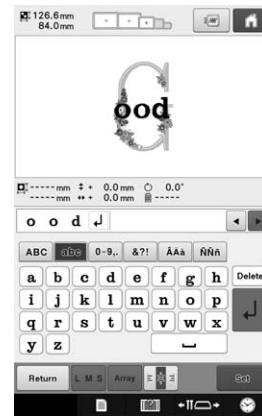 126.6mm
84.0mm
C
ood
-----mm + 0.0mm 0.0°
-----mm + 0.0mm -----
o o d ↲
ABC abc 0-9,. &?! ÄAä ÑÑñ
a b c d e f g h Delete
i j k l m n o p
q r s t u v w x
y z
Return L M S Array
Set